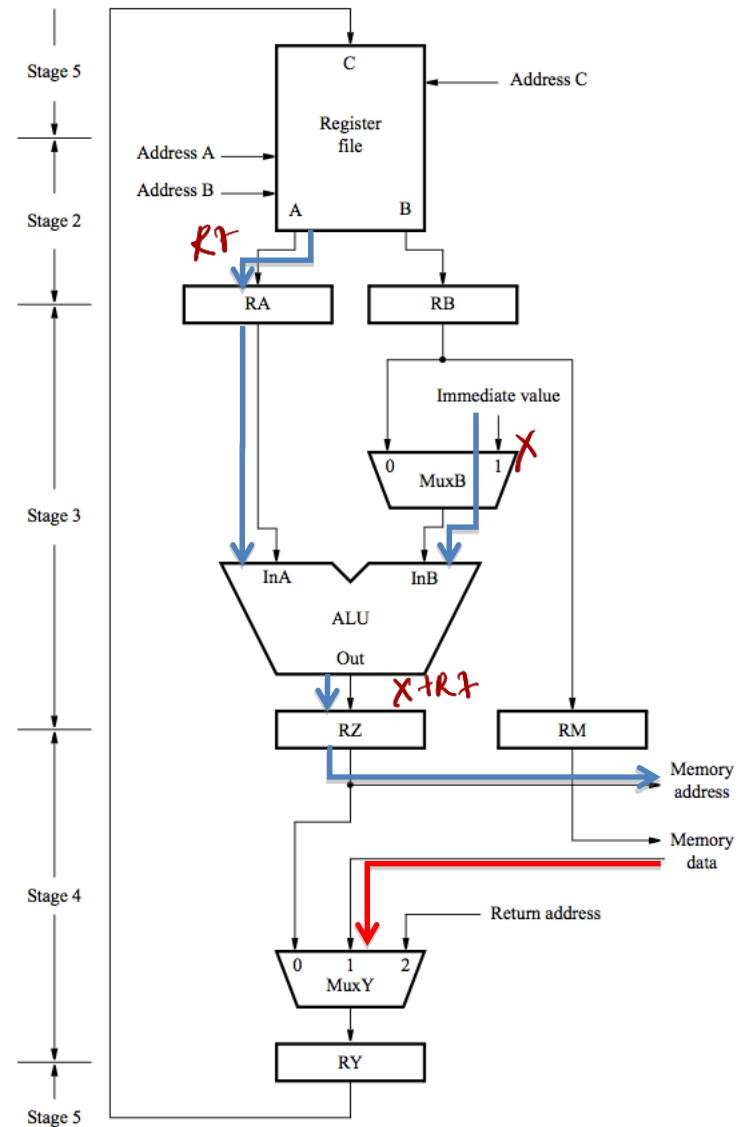 Stage 5
C
Address C
Register
file
Address A
Address B
Stage 2
A
B
R7
RA
RB
Immediate value
0
1
X
MuxB
Stage 3
InA
InB
ALU
Out
X+R7
RZ
RM
Memory
address
Memory
data
Stage 4
Return address
0
1
2
MuxY
RY
Stage 5